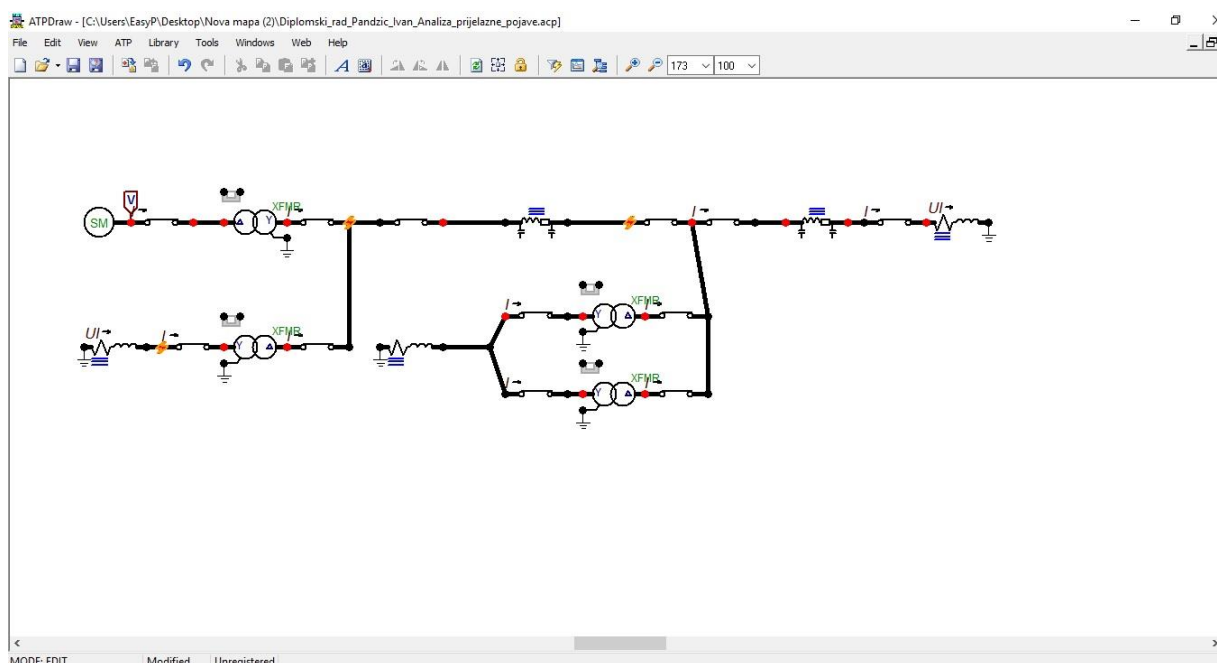 ATPDraw - [C:\Users\EasyP\Desktop\Nova mapa (2)\Diplomski_rad_Pandzic_Ivan_Analiza_prijelazne_pojave.acp]
File Edit View ATP Library Tools Windows Web Help
A 173 100
V
XFMR
SM I Y I I I UI
XFMR
UI I XFMR I Y I
Y I
I XFMR I
Y
MODE: EDIT Modified Unregistered